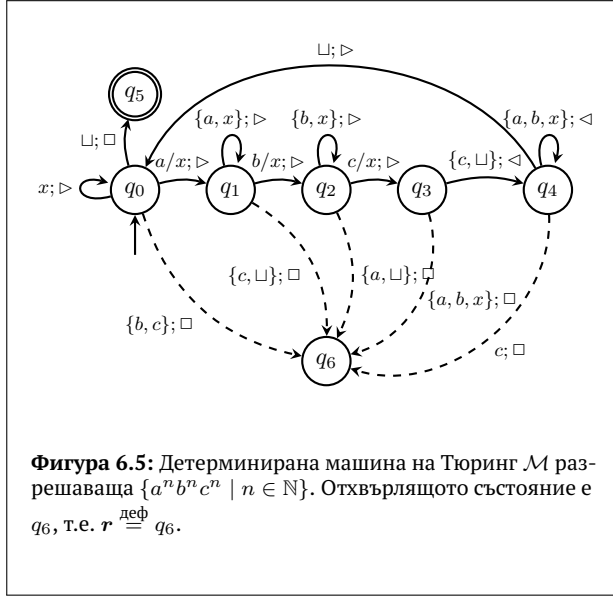 ⊔; ▷
q₅
{a, x}; ▷
{b, x}; ▷
{a, b, x}; ◁
⊔; □
x; ▷
q₀
a/x; ▷
q₁
b/x; ▷
q₂
c/x; ▷
q₃
{c, ⊔}; ◁
q₄
{c, ⊔}; □
{a, ⊔}; □
{b, c}; □
{a, b, x}; □
c; □
q₆
Фигура 6.5: Детерминирана машина на Тюринг ℳ раз-
решаваща {aⁿbⁿcⁿ | n ∈ ℕ}. Отхвърлящото състояние е
q₆, т.е. r ≝ q₆.
деф